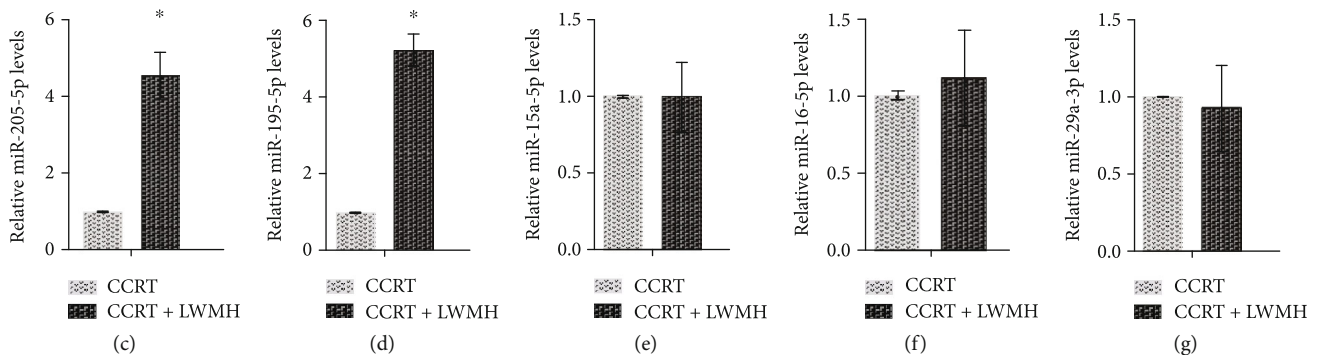 Relative miR-205-5p levels
6
4
2
0
*
CCRT
CCRT + LWMH
(c)
Relative miR-195-5p levels
6
4
2
0
*
CCRT
CCRT + LWMH
(d)
Relative miR-15a-5p levels
1.5
1.0
0.5
0.0
CCRT
CCRT + LWMH
(e)
Relative miR-16-5p levels
1.5
1.0
0.5
0.0
CCRT
CCRT + LWMH
(f)
Relative miR-29a-3p levels
1.5
1.0
0.5
0.0
CCRT
CCRT + LWMH
(g)